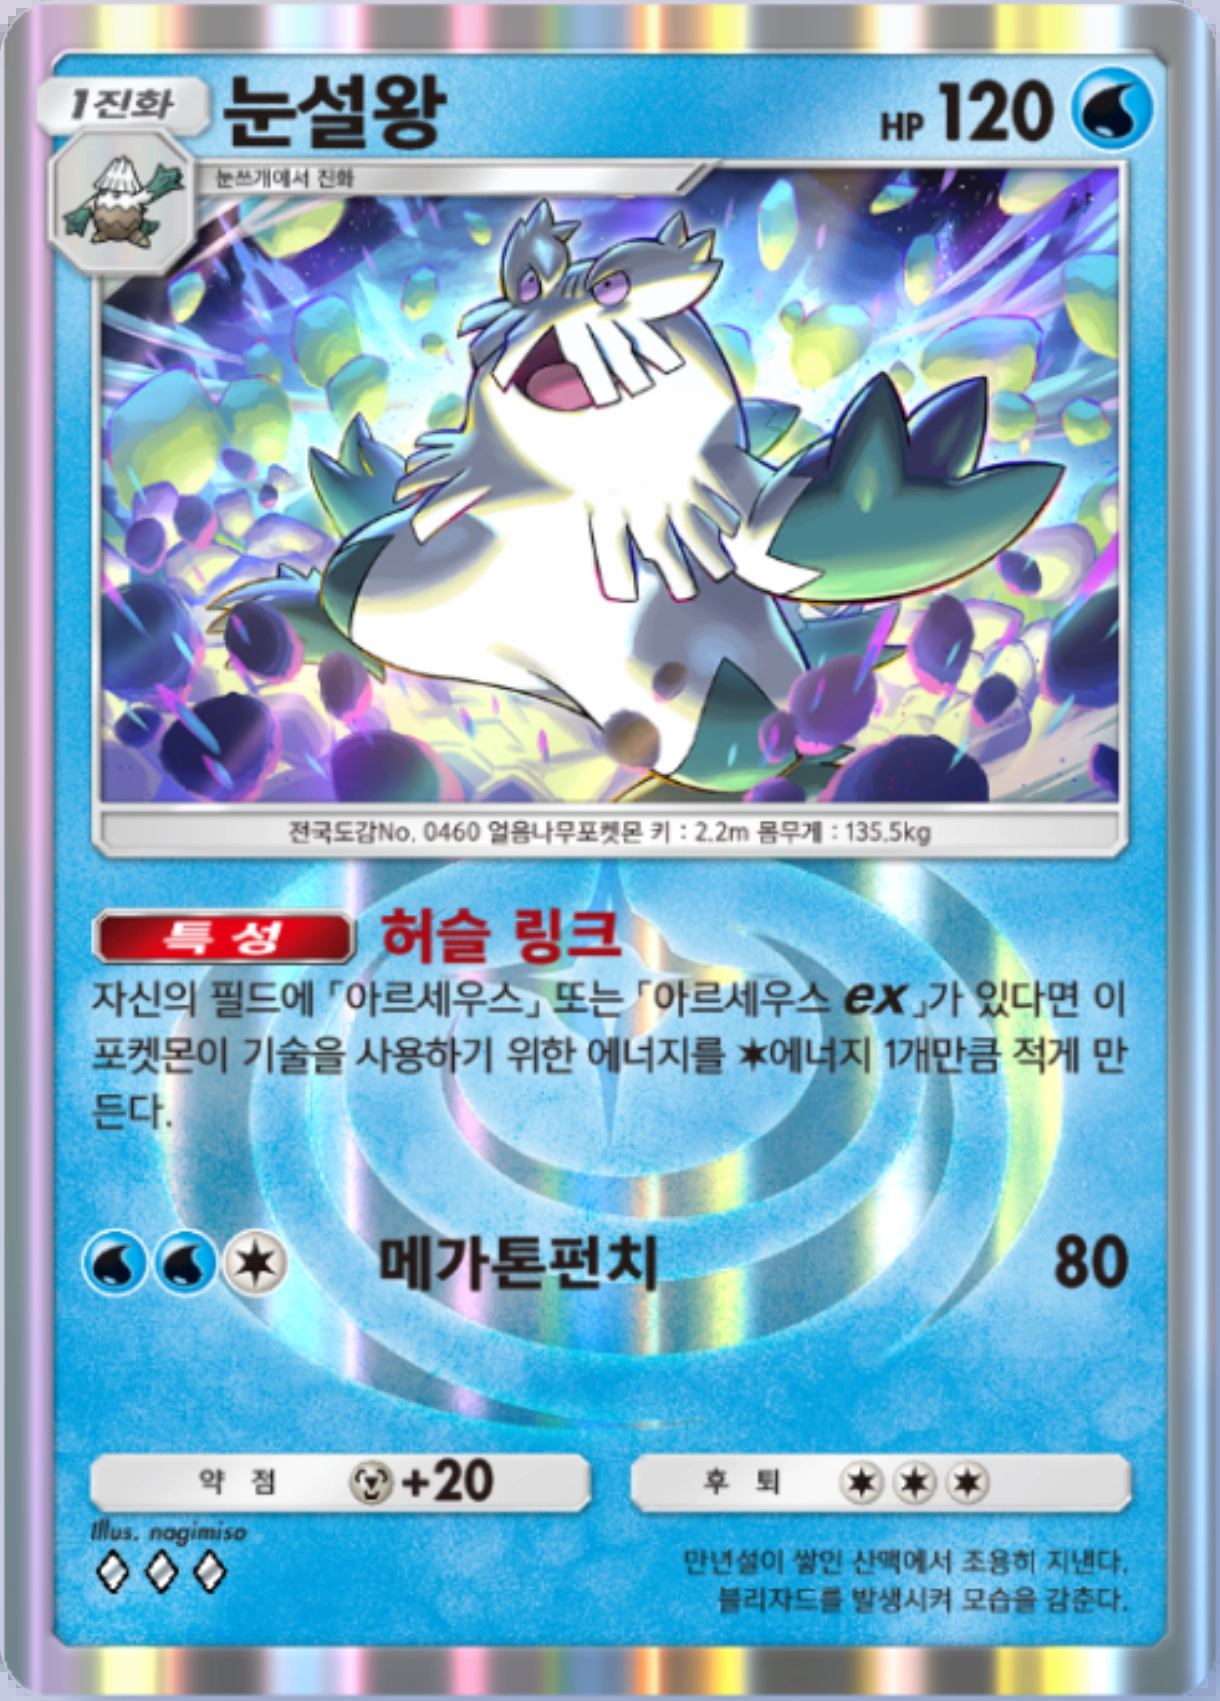 1진화 눈설왕 HP 120
눈쓰개에서 진화
전국도감No. 0460 얼음나무포켓몬 키 : 2.2m 몸무게 : 135.5kg
특성 허슬 링크
자신의 필드에 「아르세우스」 또는 「아르세우스 ex」가 있다면 이
포켓몬이 기술을 사용하기 위한 에너지를 에너지 1개만큼 적게 만
든다.
메가톤펀치 80
약점 +20 후퇴
Illus. nagimiso
만년설이 쌓인 산맥에서 조용히 지낸다.
블리자드를 발생시켜 모습을 감춘다.